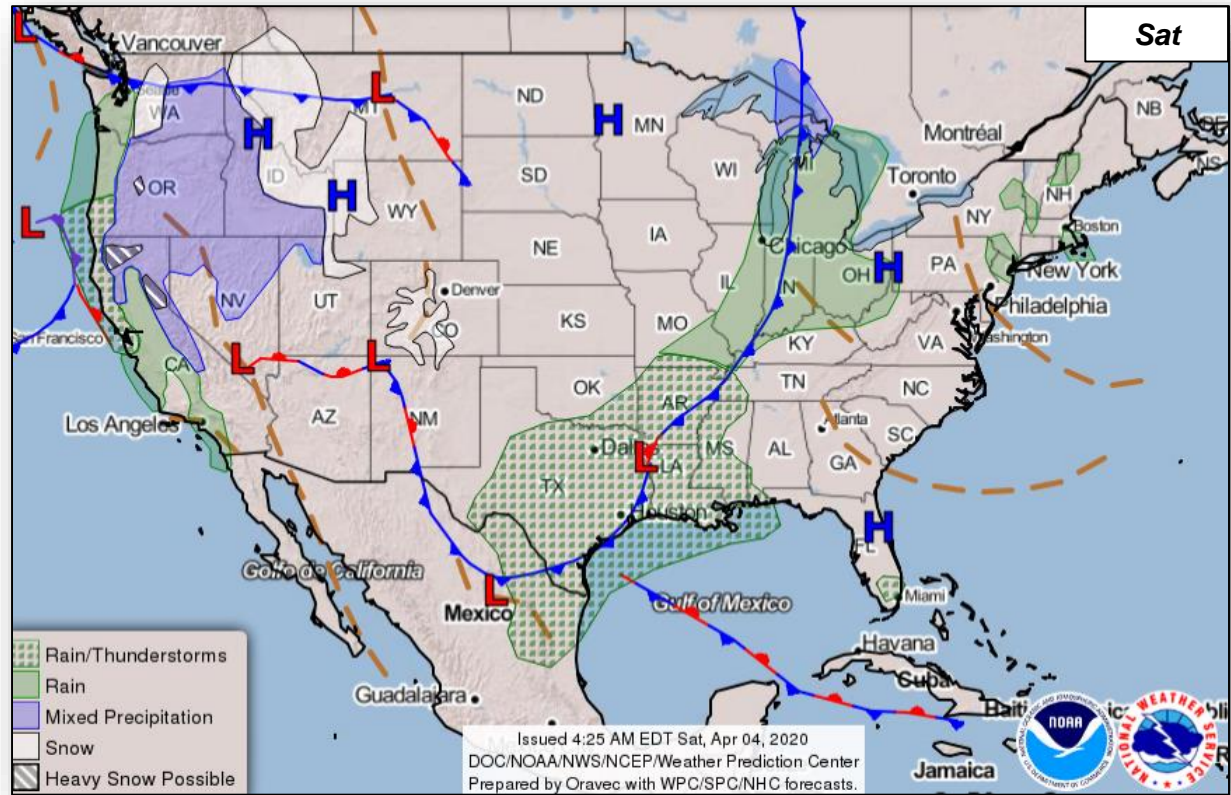 Sat
L
Vancouver
Seattle
WA
MT
L
ND
H
MN
Montréal
NB
H
OR
ID
H
WY
SD
WI
MI
Toronto
NH
NY
Boston
L
NE
IA
Chicago
OH
H
PA
New York
Philadelphia
NV
UT
Denver
CO
IL
San Francisco
KS
MO
KY
VA
Washington
CA
L
L
AZ
NM
OK
AR
TN
NC
Los Angeles
Dallas
L
LA
MS
AL
Atlanta
GA
SC
TX
Houston
H
FL
Golfo de California
L
Mexico
Gulf of Mexico
Miami
Havana
Cuba
Guadalajara
Jamaica
Rain/Thunderstorms
Rain
Mixed Precipitation
Snow
Heavy Snow Possible
Issued 4:25 AM EDT Sat, Apr 04, 2020
DOC/NOAA/NWS/NCEP/Weather Prediction Center
Prepared by Oravec with WPC/SPC/NHC forecasts.
NOAA
NATIONAL WEATHER SERVICE